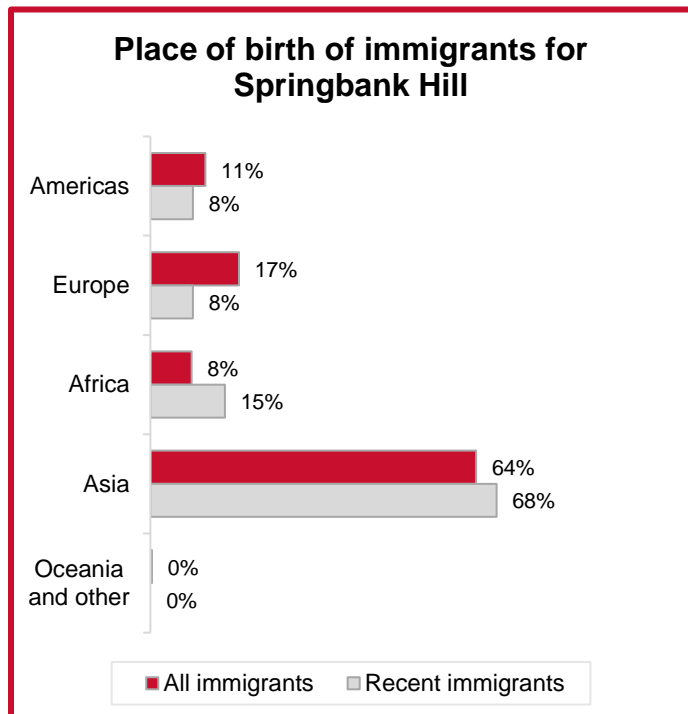 Place of birth of immigrants for
Springbank Hill
Americas
11%
8%
Europe
17%
8%
Africa
8%
15%
Asia
64%
68%
Oceania
and other
0%
0%
All immigrants
Recent immigrants